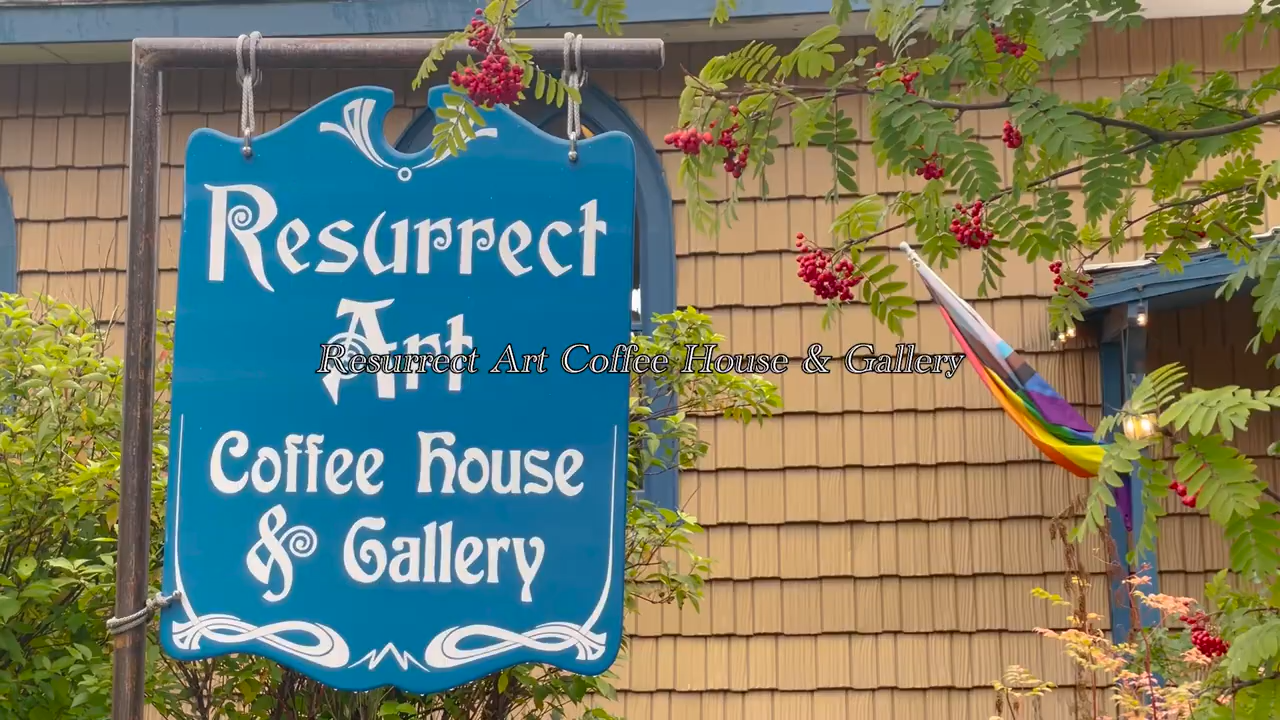 Resurrect
Art
Resurrect Art Coffee House & Gallery
Coffee House
& Gallery